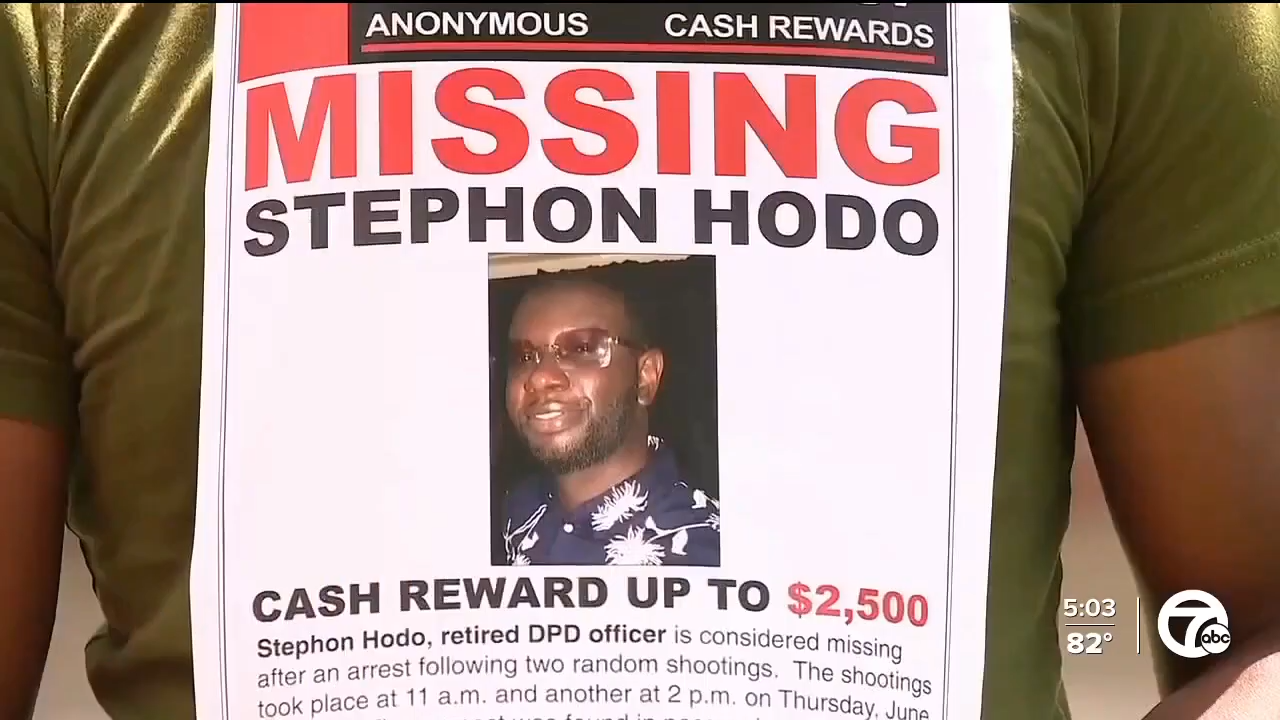 ANONYMOUS CASH REWARDS
MISSING
STEPHON HODO
CASH REWARD UP TO $2,500
Stephon Hodo, retired DPD officer is considered missing
after an arrest following two random shootings. The shootings
took place at 11 a.m. and another at 2 p.m. on Thursday, June
5:03
82°
7 abc